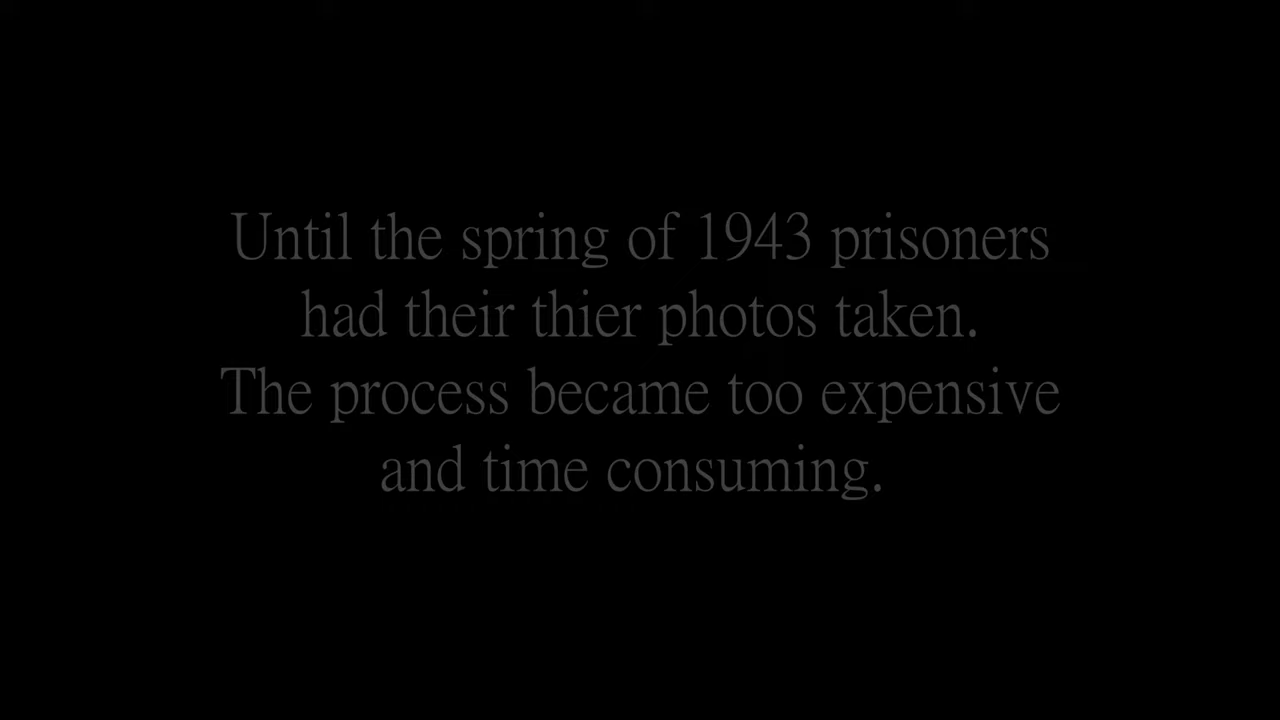 Until the spring of 1943 prisoners
had their thier photos taken.
The process became too expensive
and time consuming.